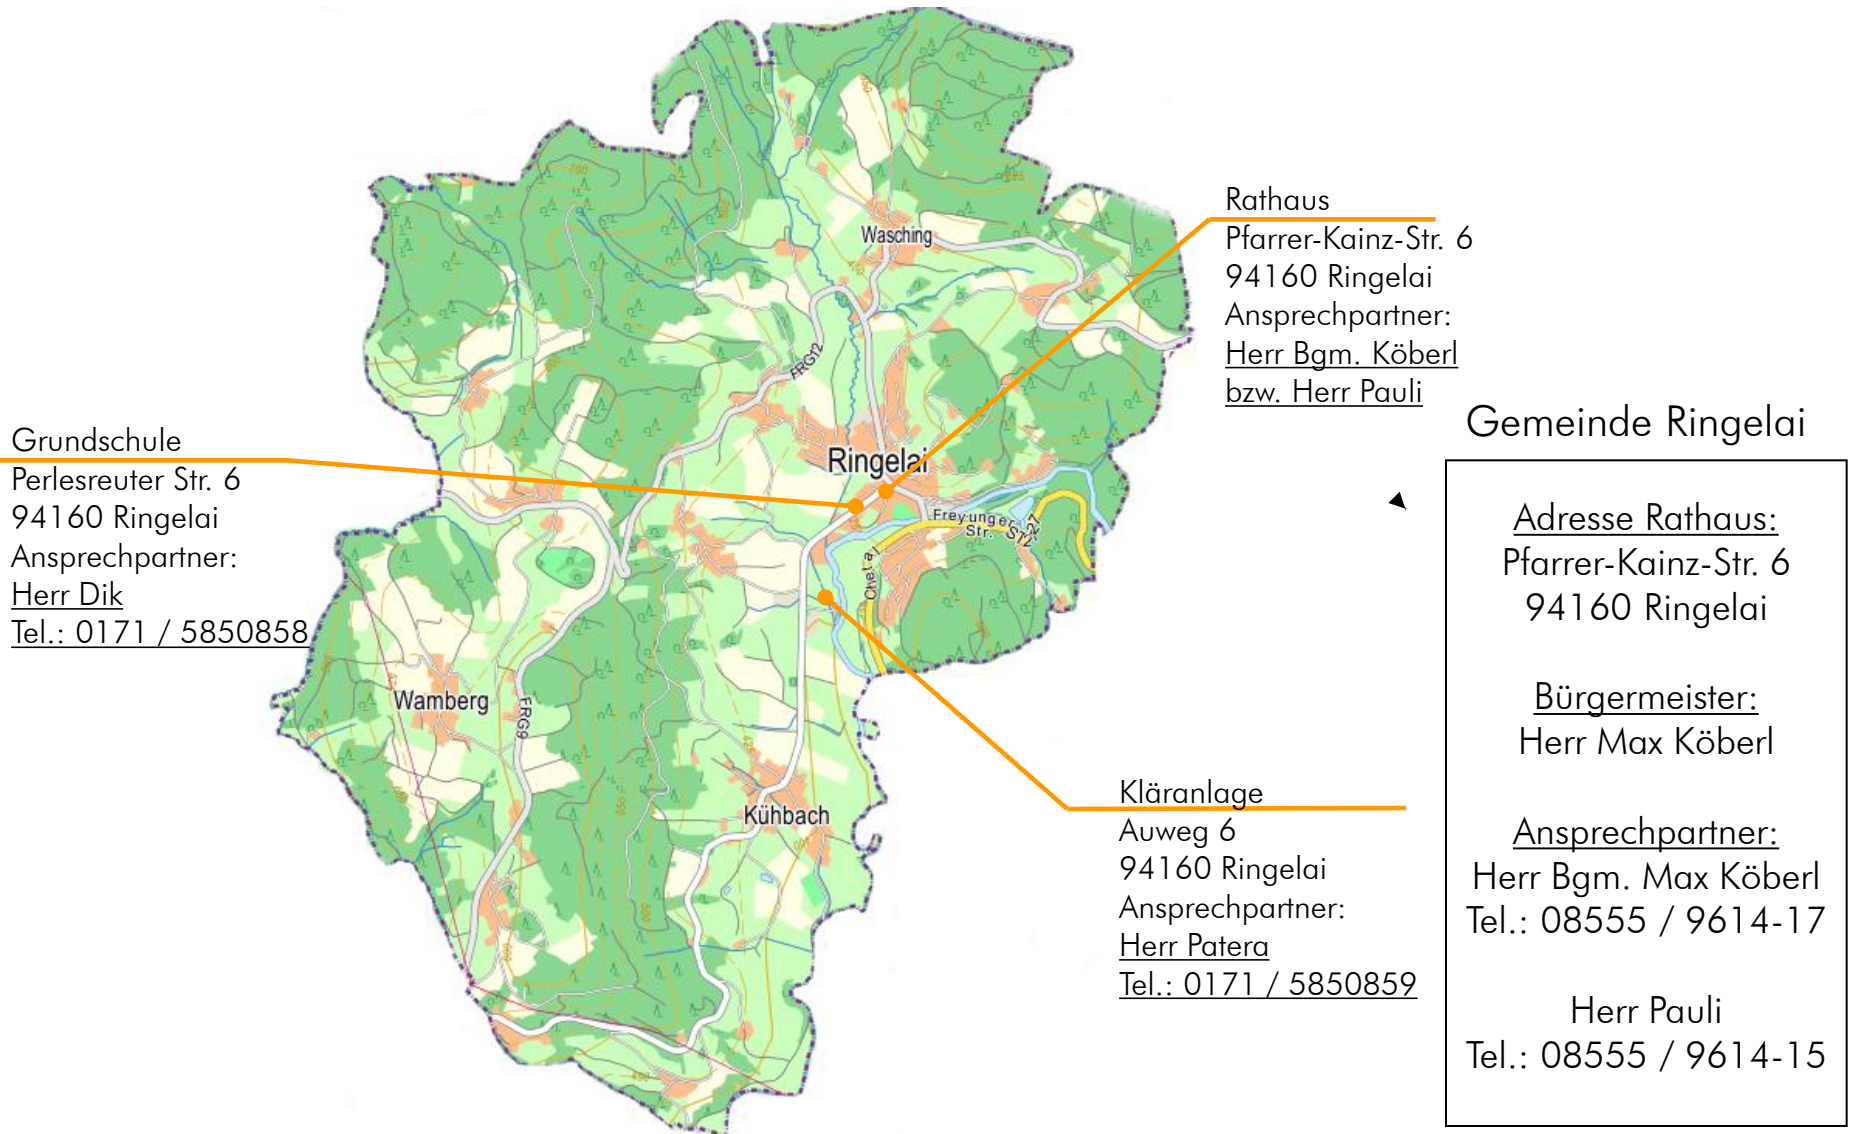 Rathaus
Pfarrer-Kainz-Str. 6
94160 Ringelai
Ansprechpartner:
Herr Bgm. Köberl
bzw. Herr Pauli
Grundschule
Perlesreuter Str. 6
94160 Ringelai
Ansprechpartner:
Herr Dik
Tel.: 0171 / 5850858
Kläranlage
Auweg 6
94160 Ringelai
Ansprechpartner:
Herr Patera
Tel.: 0171 / 5850859
Gemeinde Ringelai
Adresse Rathaus:
Pfarrer-Kainz-Str. 6
94160 Ringelai
Bürgermeister:
Herr Max Köberl
Ansprechpartner:
Herr Bgm. Max Köberl
Tel.: 08555 / 9614-17
Herr Pauli
Tel.: 08555 / 9614-15
Wasching
FRG12
Ringelai
Freyunger
Str.
Wamberg
FRG9
Kühbach